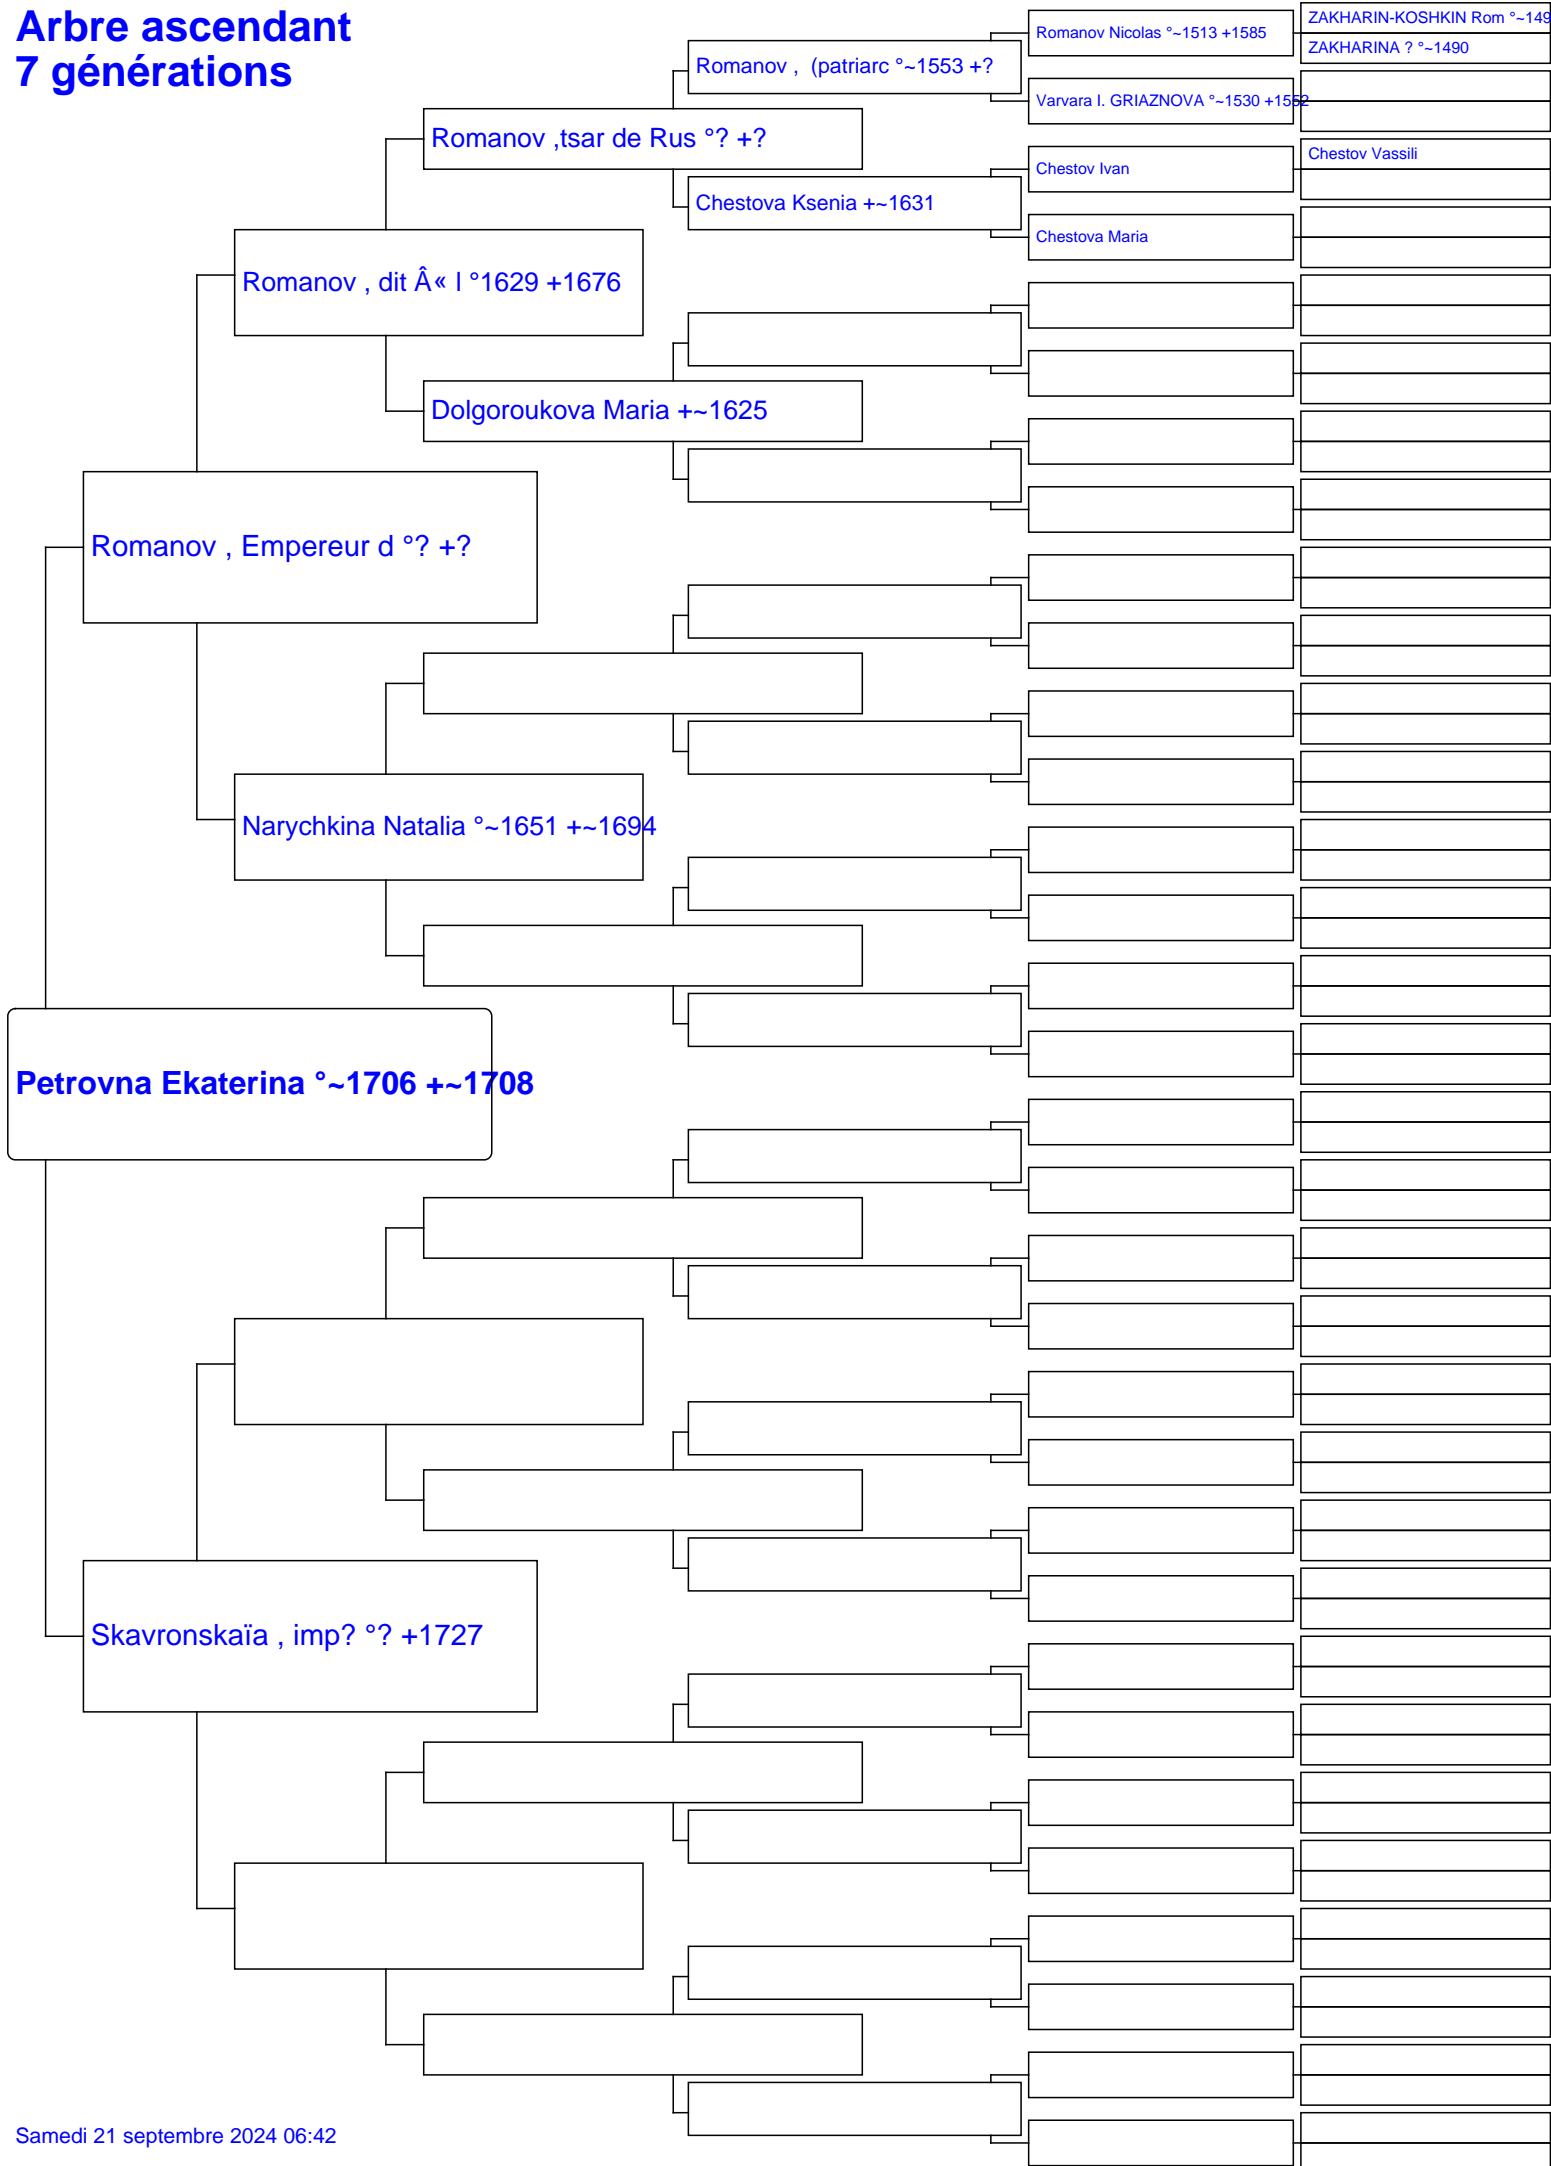 Arbre ascendant
7 générations
Romanov Nicolas °~1513 +1585
ZAKHARIN-KOSHKIN Rom °~149
ZAKHARINA ? °~1490
Romanov , (patriarc °~1553 +?
Varvara I. GRIAZNOVA °~1530 +1552
Romanov ,tsar de Rus °? +?
Chestov Ivan
Chestov Vassili
Chestova Ksenia +~1631
Chestova Maria
Romanov , dit Â« l °1629 +1676
Dolgoroukova Maria +~1625
Romanov , Empereur d °? +?
Narychkina Natalia °~1651 +~1694
Petrovna Ekaterina °~1706 +~1708
Skavronskaïa , imp? °? +1727
Samedi 21 septembre 2024 06:42